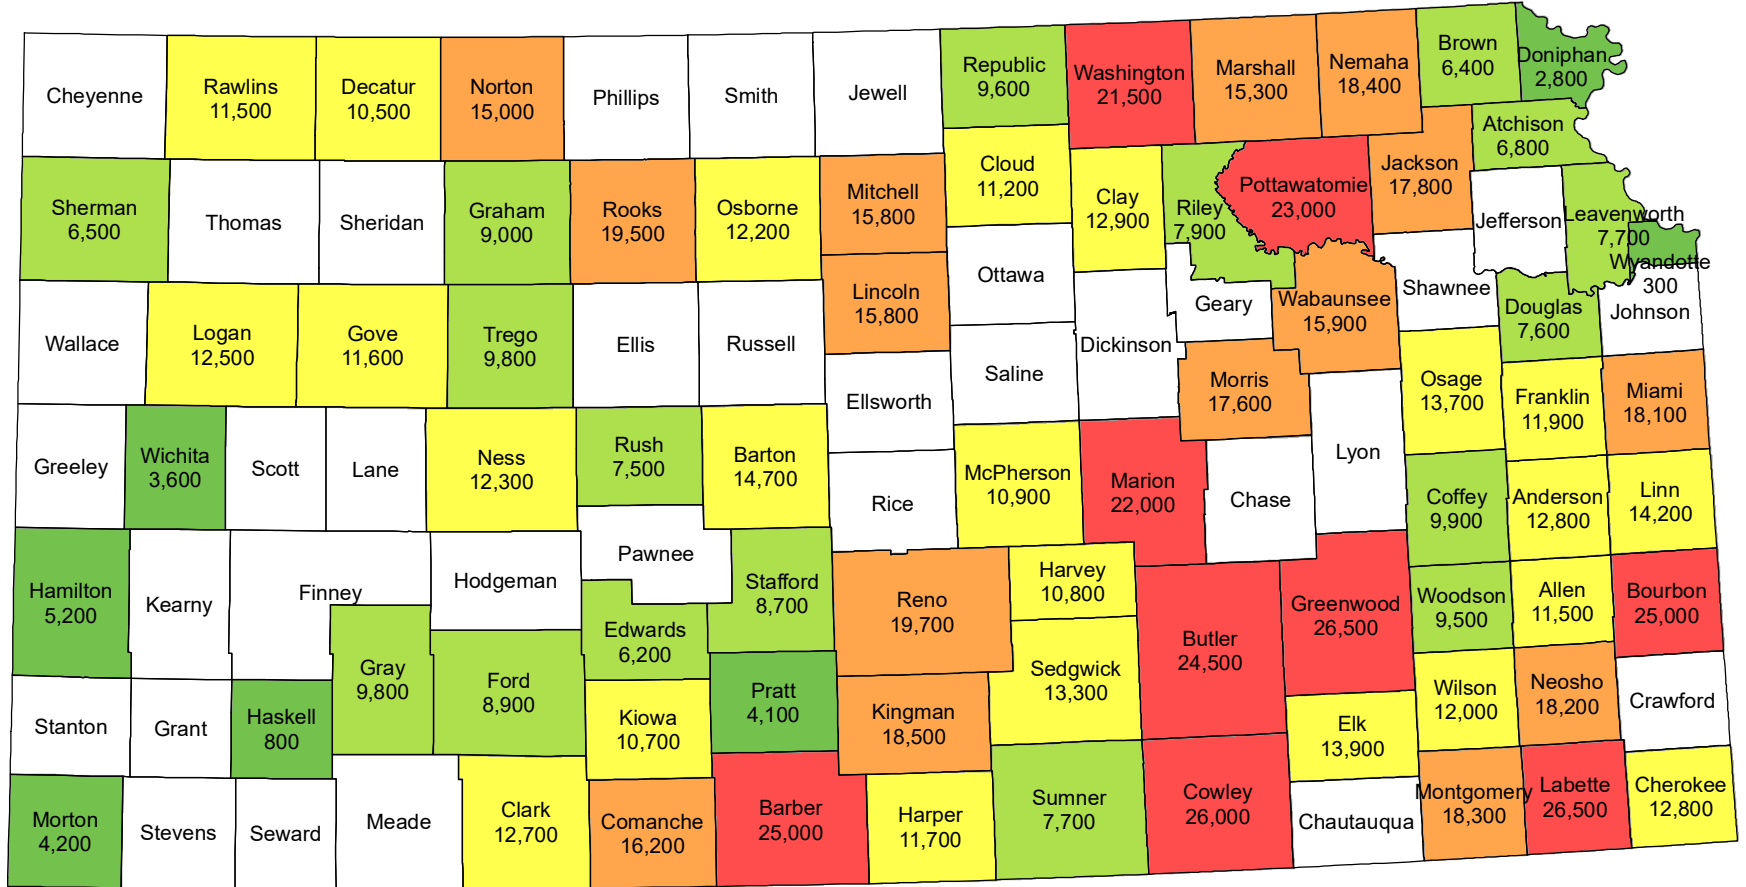 Cheyenne
Rawlins
11,500
Decatur
10,500
Norton
15,000
Phillips
Smith
Jewell
Republic
9,600
Washington
21,500
Marshall
15,300
Nemaha
18,400
Brown
6,400
Doniphan
2,800
Sherman
6,500
Thomas
Sheridan
Graham
9,000
Rooks
19,500
Osborne
12,200
Mitchell
15,800
Cloud
11,200
Clay
12,900
Riley
7,900
Pottawatomie
23,000
Jackson
17,800
Atchison
6,800
Jefferson
Leavenworth
7,700
Wyandotte
300
Wallace
Logan
12,500
Gove
11,600
Trego
9,800
Ellis
Russell
Lincoln
15,800
Ottawa
Saline
Dickinson
Geary
Wabaunsee
15,900
Shawnee
Douglas
7,600
Johnson
Greeley
Wichita
3,600
Scott
Lane
Ness
12,300
Rush
7,500
Barton
14,700
Ellsworth
Rice
McPherson
10,900
Marion
22,000
Morris
17,600
Chase
Lyon
Osage
13,700
Franklin
11,900
Miami
18,100
Coffey
9,900
Anderson
12,800
Linn
14,200
Hamilton
5,200
Kearny
Finney
Hodgeman
Pawnee
Edwards
6,200
Stafford
8,700
Reno
19,700
Harvey
10,800
Sedgwick
13,300
Butler
24,500
Greenwood
26,500
Woodson
9,500
Allen
11,500
Bourbon
25,000
Stanton
Grant
Haskell
800
Gray
9,800
Ford
8,900
Kiowa
10,700
Pratt
4,100
Kingman
18,500
Elk
13,900
Wilson
12,000
Neosho
18,200
Crawford
Morton
4,200
Stevens
Seward
Meade
Clark
12,700
Comanche
16,200
Barber
25,000
Harper
11,700
Sumner
7,700
Cowley
26,000
Chautauqua
Montgomery
18,300
Labette
26,500
Cherokee
12,800